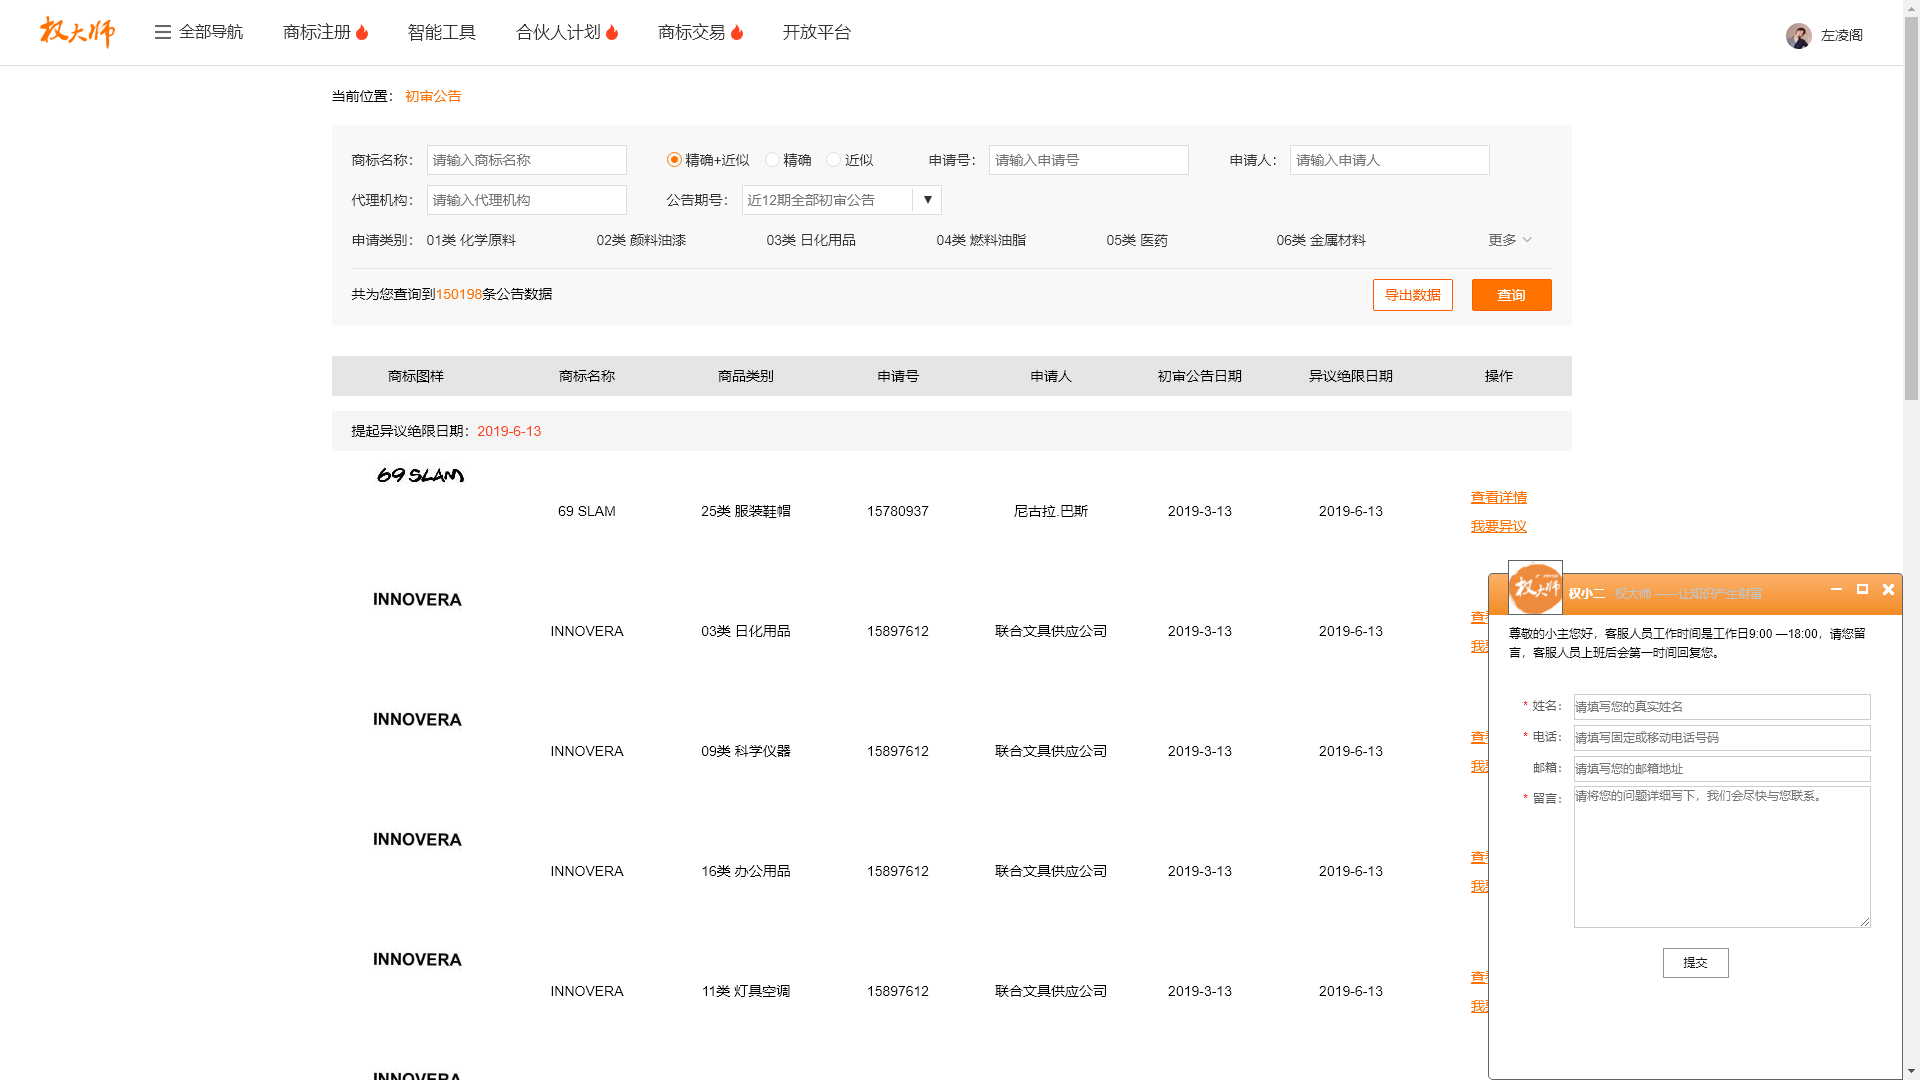 权大师
全部导航 商标注册 智能工具 合伙人计划 商标交易 开放平台 左凌阁
当前位置： 初审公告
商标名称： 请输入商标名称 精确+近似 精确 近似 申请号： 请输入申请号 申请人： 请输入申请人
代理机构： 请输入代理机构 公告期号： 近12期全部初审公告
申请类别： 01类 化学原料 02类 颜料油漆 03类 日化用品 04类 燃料油脂 05类 医药 06类 金属材料 更多
共为您查询到150198条公告数据 导出数据 查询
商标图样 商标名称 商品类别 申请号 申请人 初审公告日期 异议绝限日期 操作
提起异议绝限日期：2019-6-13
69 SLAM
69 SLAM 25类 服装鞋帽 15780937 尼古拉.巴斯 2019-3-13 2019-6-13 查看详情
我要异议
INNOVERA
INNOVERA 03类 日化用品 15897612 联合文具供应公司 2019-3-13 2019-6-13
INNOVERA
INNOVERA 09类 科学仪器 15897612 联合文具供应公司 2019-3-13 2019-6-13
INNOVERA
INNOVERA 16类 办公用品 15897612 联合文具供应公司 2019-3-13 2019-6-13
INNOVERA
INNOVERA 11类 灯具空调 15897612 联合文具供应公司 2019-3-13 2019-6-13
INNOVERA
权大师
权小二 权大师 ——让知识产生财富
尊敬的小主您好，客服人员工作时间是工作日9:00 —18:00，请您留
言，客服人员上班后会第一时间回复您。
* 姓名： 请填写您的真实姓名
* 电话： 请填写固定或移动电话号码
邮箱： 请填写您的邮箱地址
* 留言： 请将您的问题详细写下，我们会尽快与您联系。
提交